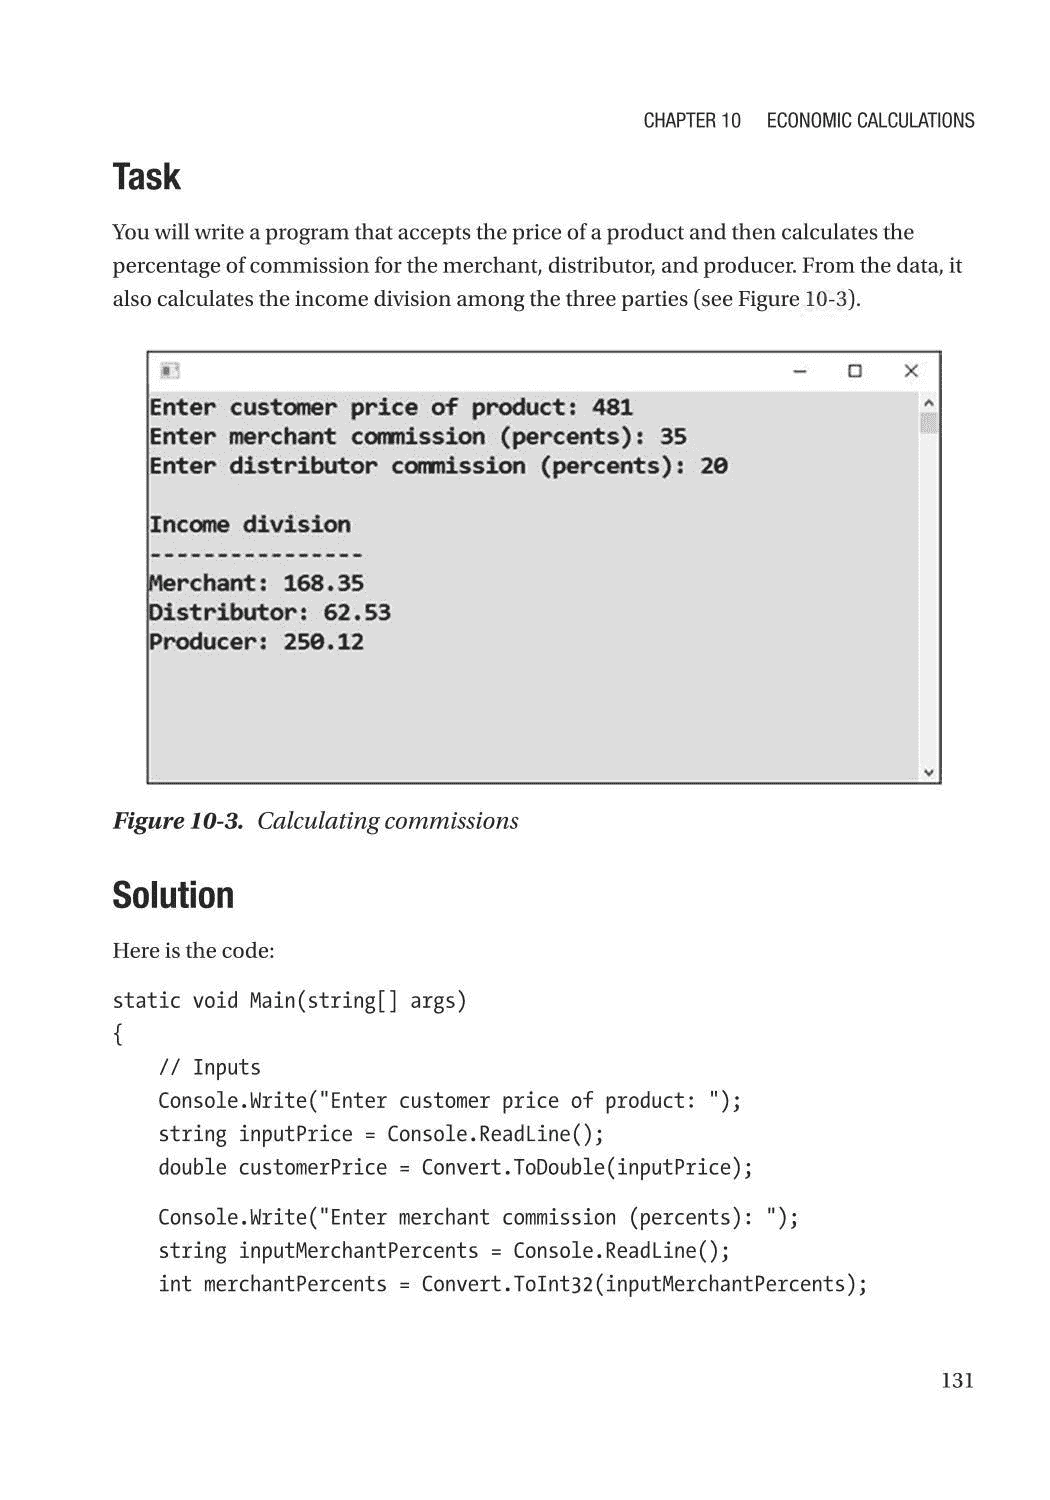 CHAPTER 10 ECONOMIC CALCULATIONS
Task
You will write a program that accepts the price of a product and then calculates the
percentage of commission for the merchant, distributor, and producer. From the data, it
also calculates the income division among the three parties (see Figure 10-3).
Enter customer price of product: 481
Enter merchant commission (percents): 35
Enter distributor commission (percents): 20
Income division
----------------
Merchant: 168.35
Distributor: 62.53
Producer: 250.12
Figure 10-3. Calculating commissions
Solution
Here is the code:
static void Main(string[] args)
{
    // Inputs
    Console.Write("Enter customer price of product: ");
    string inputPrice = Console.ReadLine();
    double customerPrice = Convert.ToDouble(inputPrice);
    Console.Write("Enter merchant commission (percents): ");
    string inputMerchantPercents = Console.ReadLine();
    int merchantPercents = Convert.ToInt32(inputMerchantPercents);
131